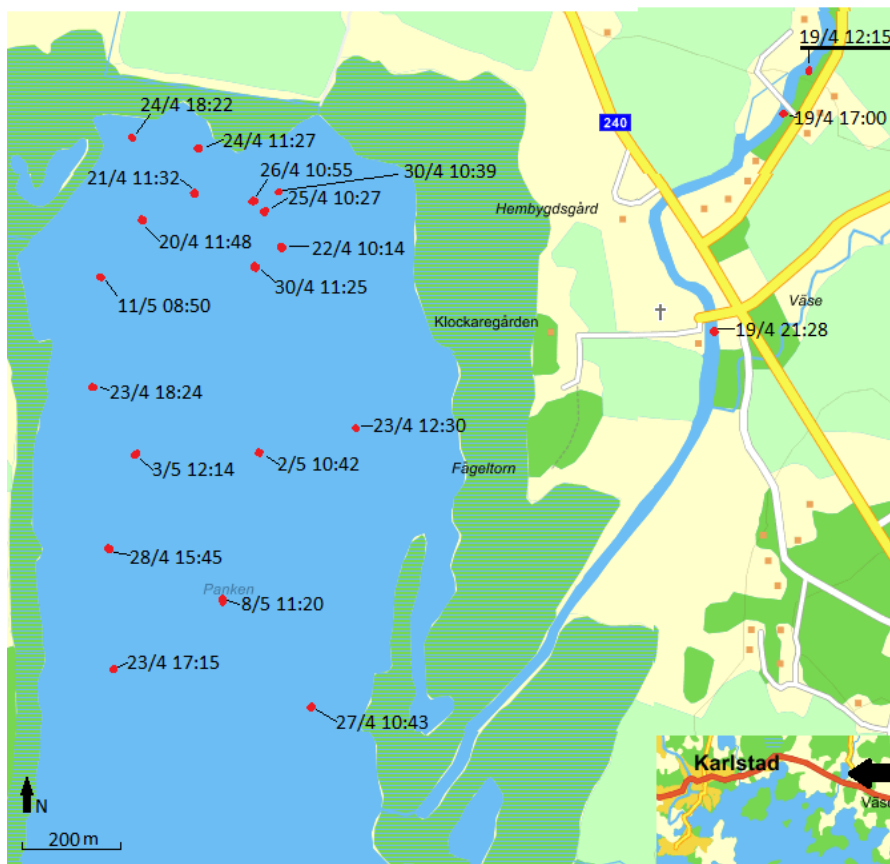 19/4 12:15
24/4 18:22
240
19/4 17:00
24/4 11:27
26/4 10:55
30/4 10:39
21/4 11:32
25/4 10:27
Hembygdsgård
20/4 11:48
22/4 10:14
30/4 11:25
11/5 08:50
Väse
Klockaregården
19/4 21:28
23/4 18:24
23/4 12:30
3/5 12:14
2/5 10:42
Fågeltorn
28/4 15:45
Panken
8/5 11:20
23/4 17:15
27/4 10:43
Karlstad
N
Väse
200 m